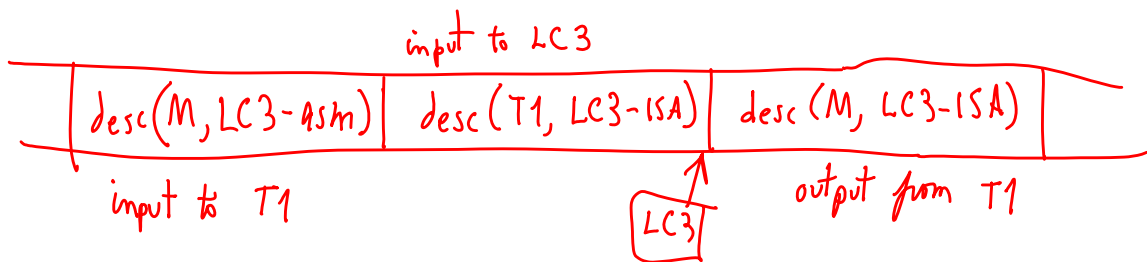 input to LC3
desc(M, LC3-asm) desc(T1, LC3-ISA) desc(M, LC3-ISA)
input to T1 LC3 output from T1